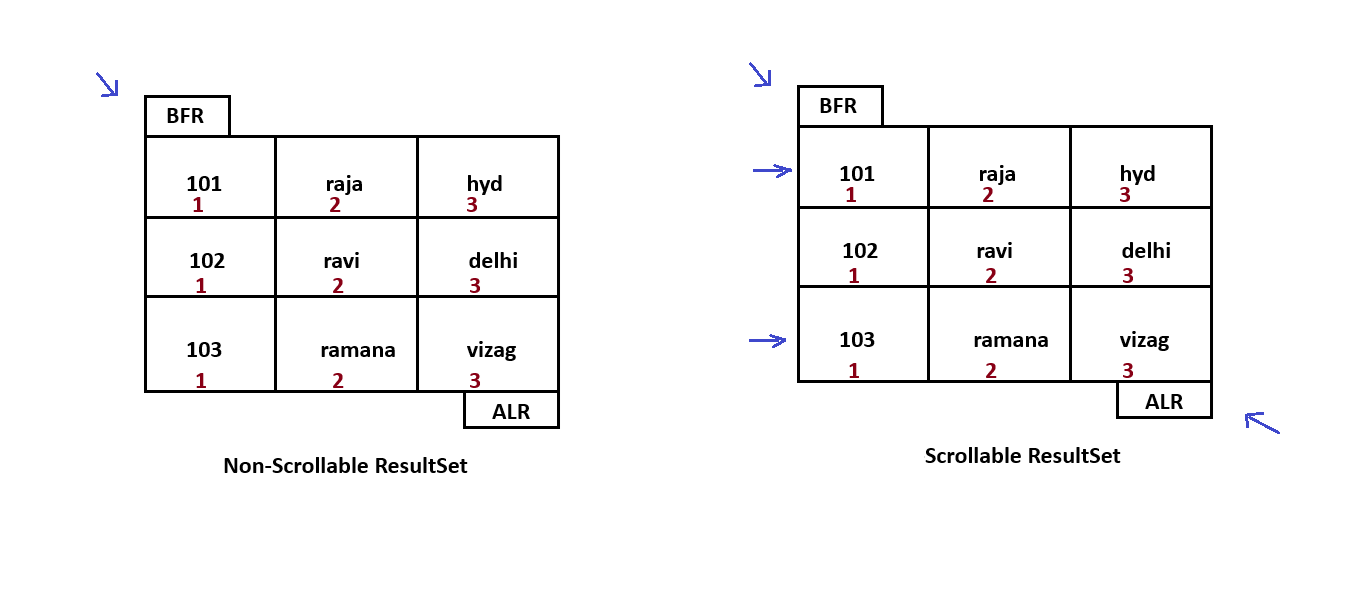 BFR
101 raja hyd
1 2 3
102 ravi delhi
1 2 3
103 ramana vizag
1 2 3
ALR
Non-Scrollable ResultSet
BFR
101 raja hyd
1 2 3
102 ravi delhi
1 2 3
103 ramana vizag
1 2 3
ALR
Scrollable ResultSet